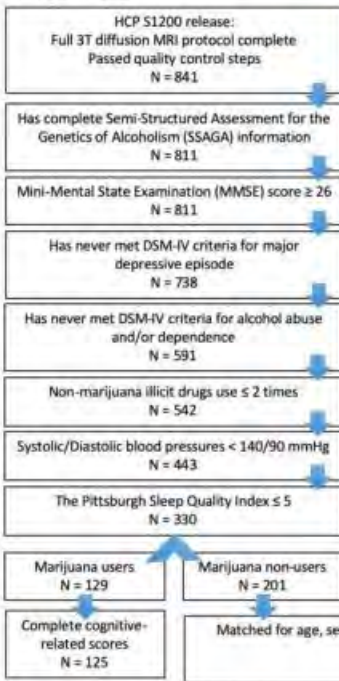 HCP S1200 release:
Full 3T diffusion MRI protocol complete
Passed quality control steps
N = 841
Has complete Semi-Structured Assessment for the
Genetics of Alcoholism (SSAGA) information
N = 811
Mini-Mental State Examination (MMSE) score ≥ 26
N = 811
Has never met DSM-IV criteria for major
depressive episode
N = 738
Has never met DSM-IV criteria for alcohol abuse
and/or dependence
N = 591
Non-marijuana illicit drugs use ≤ 2 times
N = 542
Systolic/Diastolic blood pressures < 140/90 mmHg
N = 443
The Pittsburgh Sleep Quality Index ≤ 5
N = 330
Marijuana users
N = 129
Marijuana non-users
N = 201
Complete cognitive-
related scores
N = 125
Matched for age, se